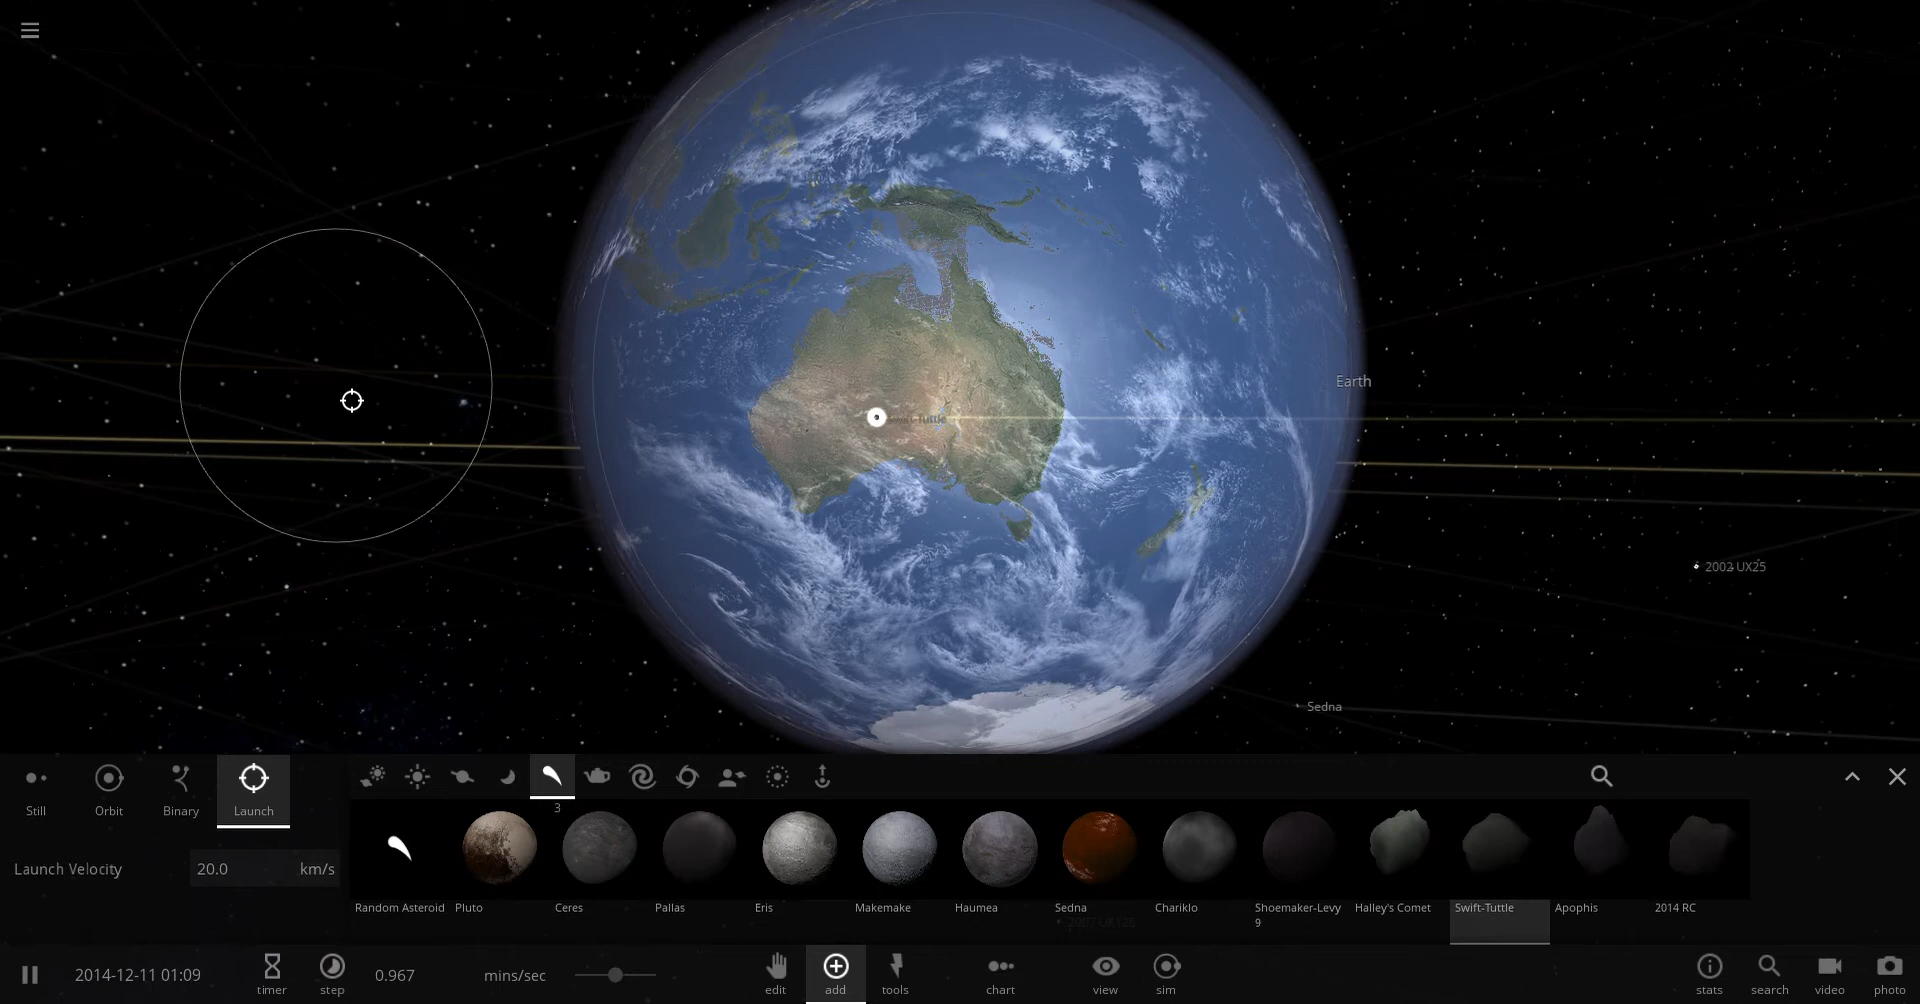 Earth
2002 UX25
Sedna
Still
Orbit
Binary
Launch
3
Launch Velocity 20.0 km/s
Random Asteroid
Pluto
Ceres
Pallas
Eris
Makemake
Haumea
Sedna
Chariklo
Shoemaker-Levy
9
Halley's Comet
Swift-Tuttle
Apophis
2014 RC
2014-12-11 01:09
timer
step
0.967 mins/sec
edit
add
tools
chart
view
sim
stats
search
video
photo